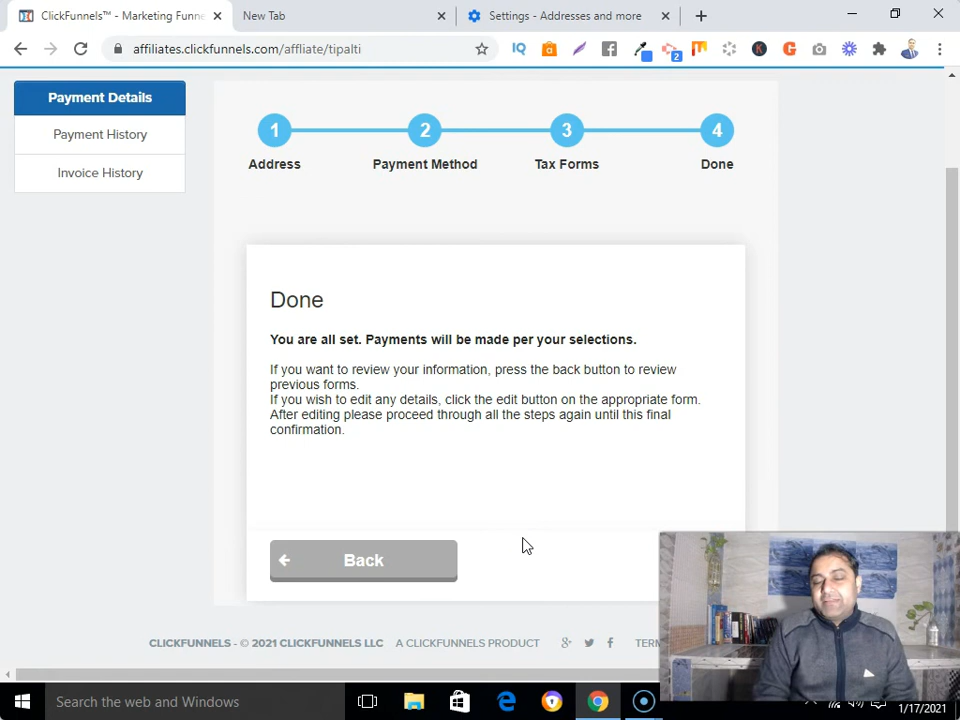 ClickFunnels™ - Marketing Funne
New Tab
Settings - Addresses and more
affiliates.clickfunnels.com/affliate/tipalti
2
Payment Details
Payment History
Invoice History
1
2
3
4
Address
Payment Method
Tax Forms
Done
Done
You are all set. Payments will be made per your selections.
If you want to review your information, press the back button to review
previous forms.
If you wish to edit any details, click the edit button on the appropriate form.
After editing please proceed through all the steps again until this final
confirmation.
Back
CLICKFUNNELS - © 2021 CLICKFUNNELS LLC
A CLICKFUNNELS PRODUCT
TERM
Search the web and Windows
1/17/2021